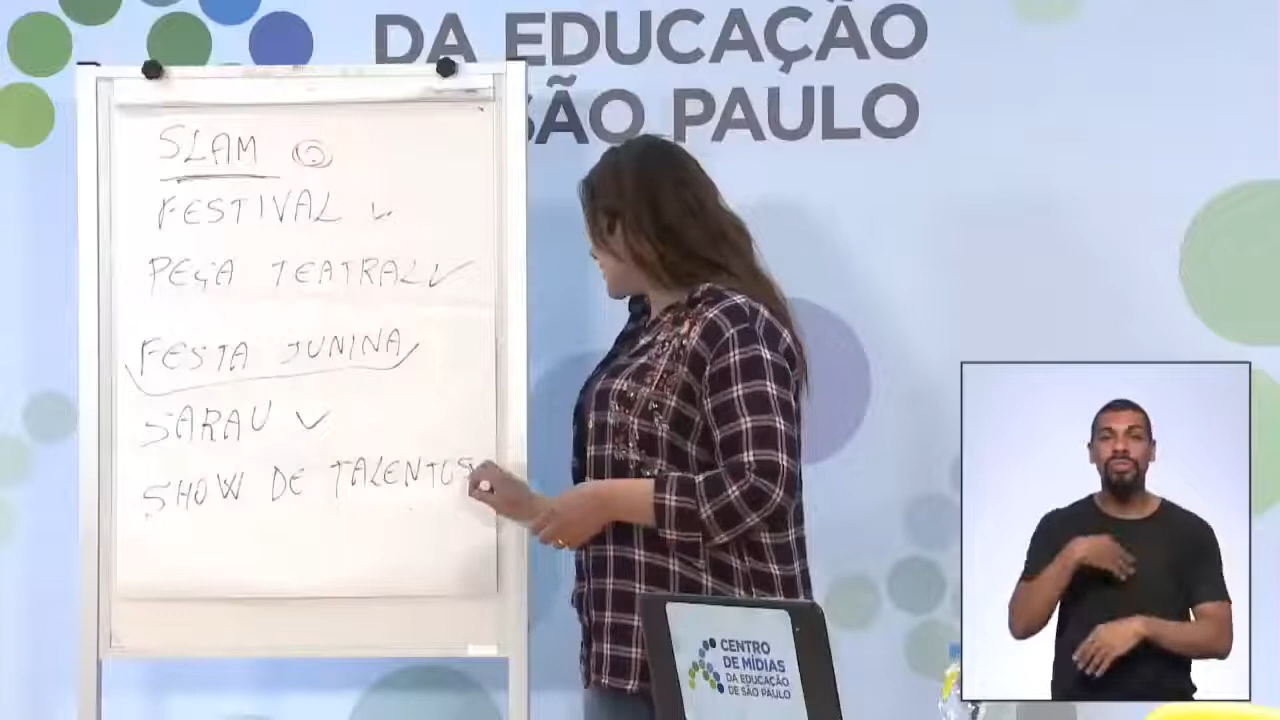 DA EDUCAÇÃO
SÃO PAULO
SLAM
FESTIVAL
PEÇA TEATRAL
FESTA JUNINA
SARAU
SHOW DE TALENTOS
CENTRO
DE MÍDIAS
DA EDUCAÇÃO
DE SÃO PAULO